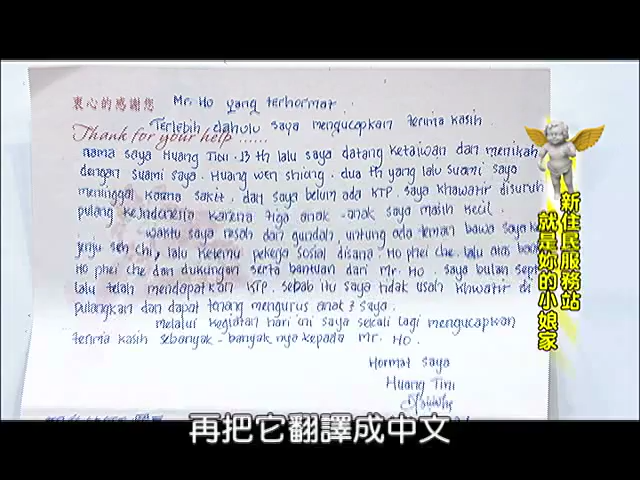 衷心的感謝您 Mr. Ho yang terhormat.
Terlebih dahulu saya mengucapkan terima kasih.
Thank for your help ......
nama saya Huang Tini. 13 th lalu saya datang ketaiwan dan menikah
dengan suami saya. Huang wen shiong. dua th yang lalu suami saya
meninggal karena sakit, dan saya belum ada KTP. saya khawatir disuruh
pulang keIndonesia karena tiga anak-anak saya masih kecil.
waktu saya resah dan gundah, untung ada teman bawa saya ke
jenju sen chi, lalu ketemu pekerja sosial disana. Ho phei che. lalu atas
Ho phei che dan dukungan serta bantuan dari Mr. Ho. saya bulan sept
lalu telah mendapatkan KTP. sebab itu saya tidak usah khwatir di
pulangkan dan dapat tenang mengurus anak2 saya.
melalui kegiatan hari ini saya sekali lagi mengucapkan
terima kasih sebanyak-banyak nya kepada Mr. Ho.
Hormat saya
Huang Tini
新住民服務站
就是妳的小娘家
再把它翻譯成中文